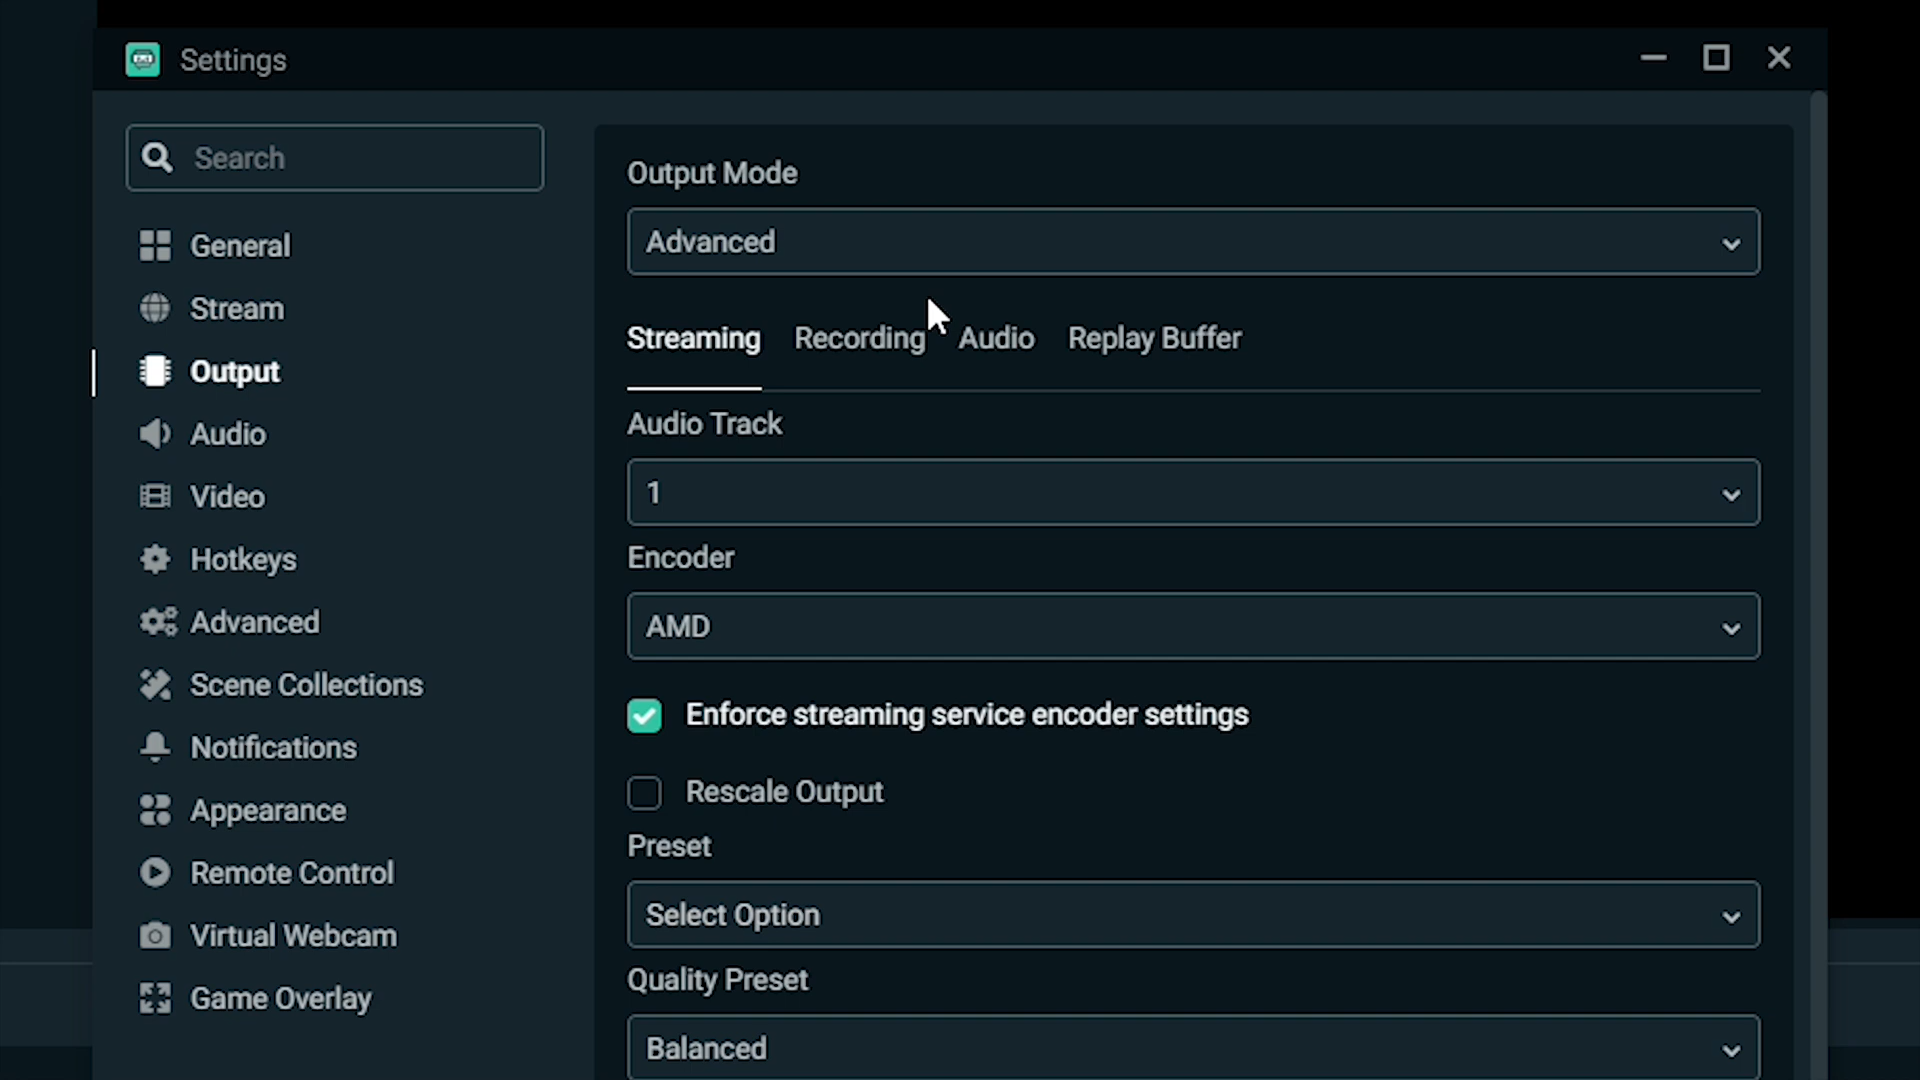 Settings
Search
General
Stream
Output
Audio
Video
Hotkeys
Advanced
Scene Collections
Notifications
Appearance
Remote Control
Virtual Webcam
Game Overlay
Output Mode
Advanced
Streaming Recording Audio Replay Buffer
Audio Track
1
Encoder
AMD
Enforce streaming service encoder settings
Rescale Output
Preset
Select Option
Quality Preset
Balanced